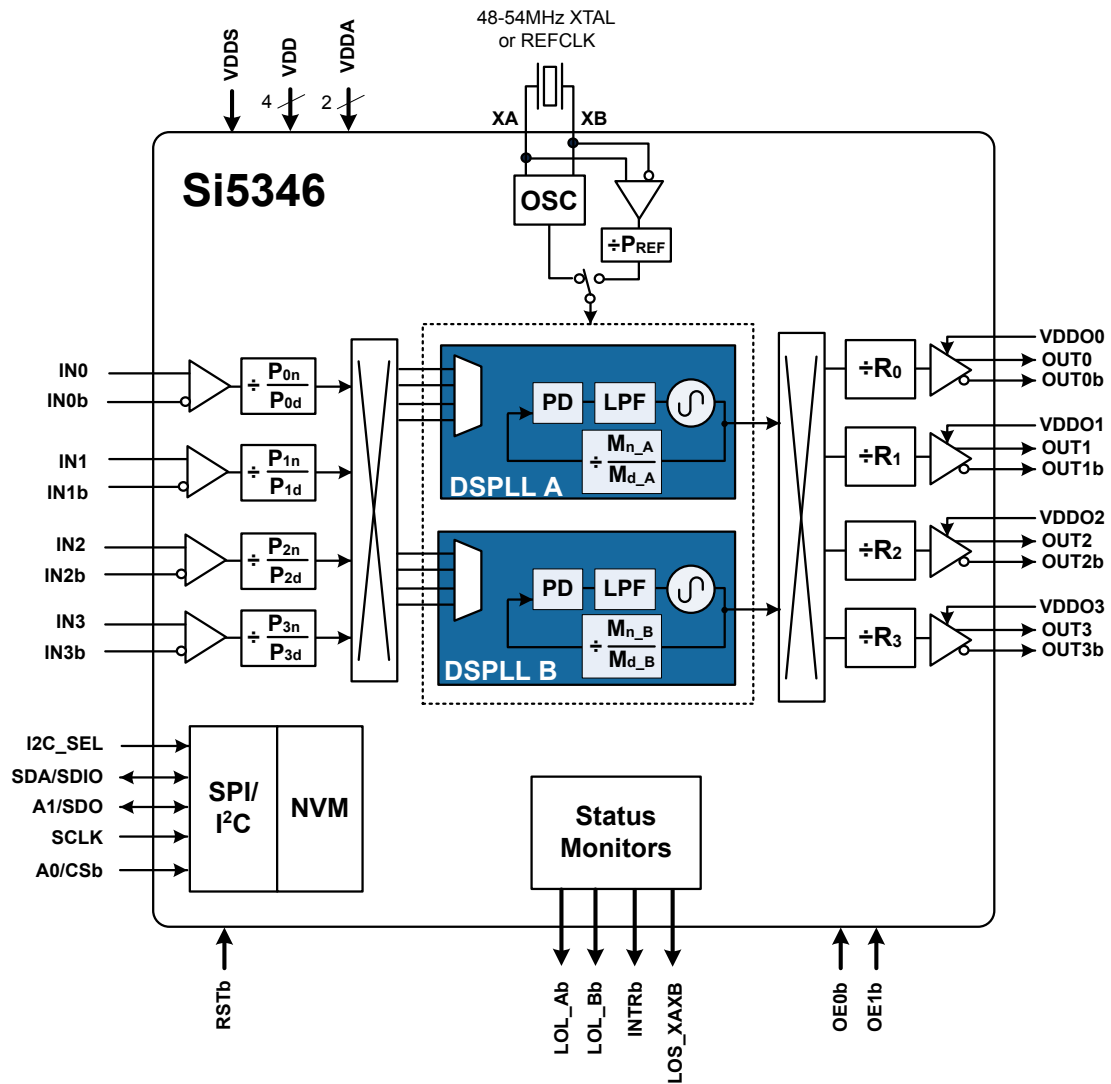 48-54MHz XTAL
or REFCLK
VDDS
VDD
VDDA
4
2
XA
XB
Si5346
OSC
÷PREF
IN0
IN0b
÷ P0n
P0d
IN1
IN1b
÷ P1n
P1d
IN2
IN2b
÷ P2n
P2d
IN3
IN3b
÷ P3n
P3d
PD
LPF
÷ Mn_A
Md_A
DSPLL A
PD
LPF
÷ Mn_B
Md_B
DSPLL B
÷R0
VDDO0
OUT0
OUT0b
÷R1
VDDO1
OUT1
OUT1b
÷R2
VDDO2
OUT2
OUT2b
÷R3
VDDO3
OUT3
OUT3b
I2C_SEL
SDA/SDIO
A1/SDO
SCLK
A0/CSb
SPI/
I²C
NVM
Status
Monitors
RSTb
LOL_Ab
LOL_Bb
INTRb
LOS_XAXB
OE0b
OE1b